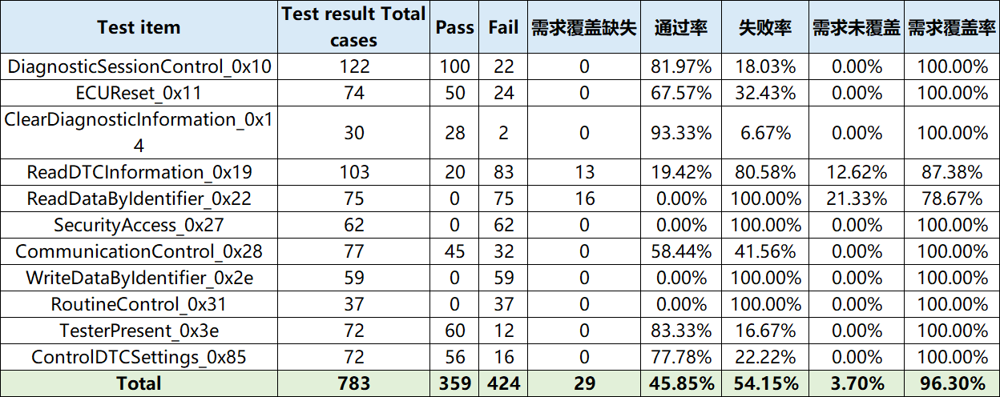 Test item Test result Total cases Pass Fail 需求覆盖缺失 通过率 失败率 需求未覆盖 需求覆盖率
DiagnosticSessionControl_0x10 122 100 22 0 81.97% 18.03% 0.00% 100.00%
ECUReset_0x11 74 50 24 0 67.57% 32.43% 0.00% 100.00%
ClearDiagnosticInformation_0x14 30 28 2 0 93.33% 6.67% 0.00% 100.00%
ReadDTCInformation_0x19 103 20 83 13 19.42% 80.58% 12.62% 87.38%
ReadDataByIdentifier_0x22 75 0 75 16 0.00% 100.00% 21.33% 78.67%
SecurityAccess_0x27 62 0 62 0 0.00% 100.00% 0.00% 100.00%
CommunicationControl_0x28 77 45 32 0 58.44% 41.56% 0.00% 100.00%
WriteDataByIdentifier_0x2e 59 0 59 0 0.00% 100.00% 0.00% 100.00%
RoutineControl_0x31 37 0 37 0 0.00% 100.00% 0.00% 100.00%
TesterPresent_0x3e 72 60 12 0 83.33% 16.67% 0.00% 100.00%
ControlDTCSettings_0x85 72 56 16 0 77.78% 22.22% 0.00% 100.00%
Total 783 359 424 29 45.85% 54.15% 3.70% 96.30%